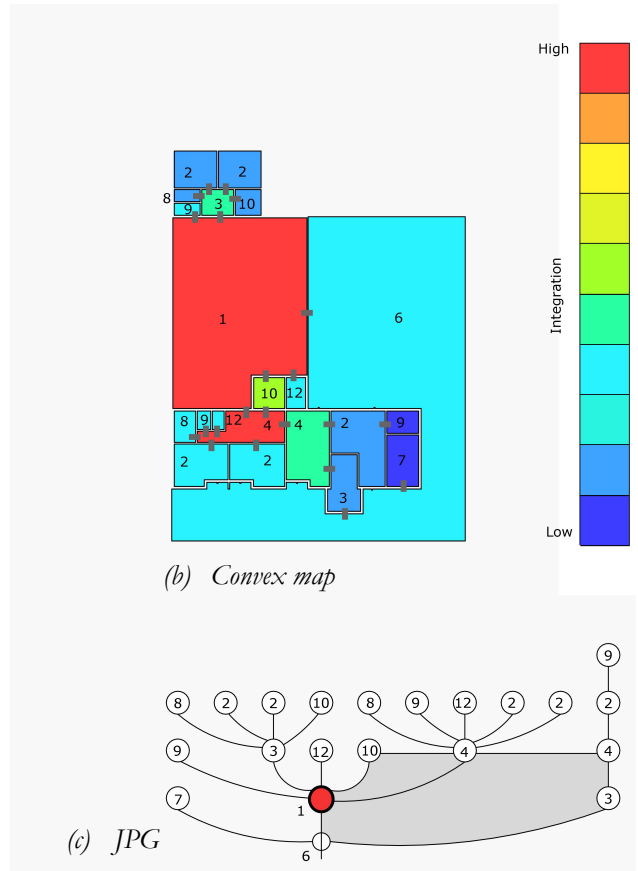 High
2 2
8
9 3 10
1 6
10 12
8 9 12 4 4 2 9
2 2 7
3
Integration
Low
(b) Convex map
9
8 2 2 10 8 9 12 2 2 2
9 3 12 10 4 4
7 1 3
6
(c) JPG